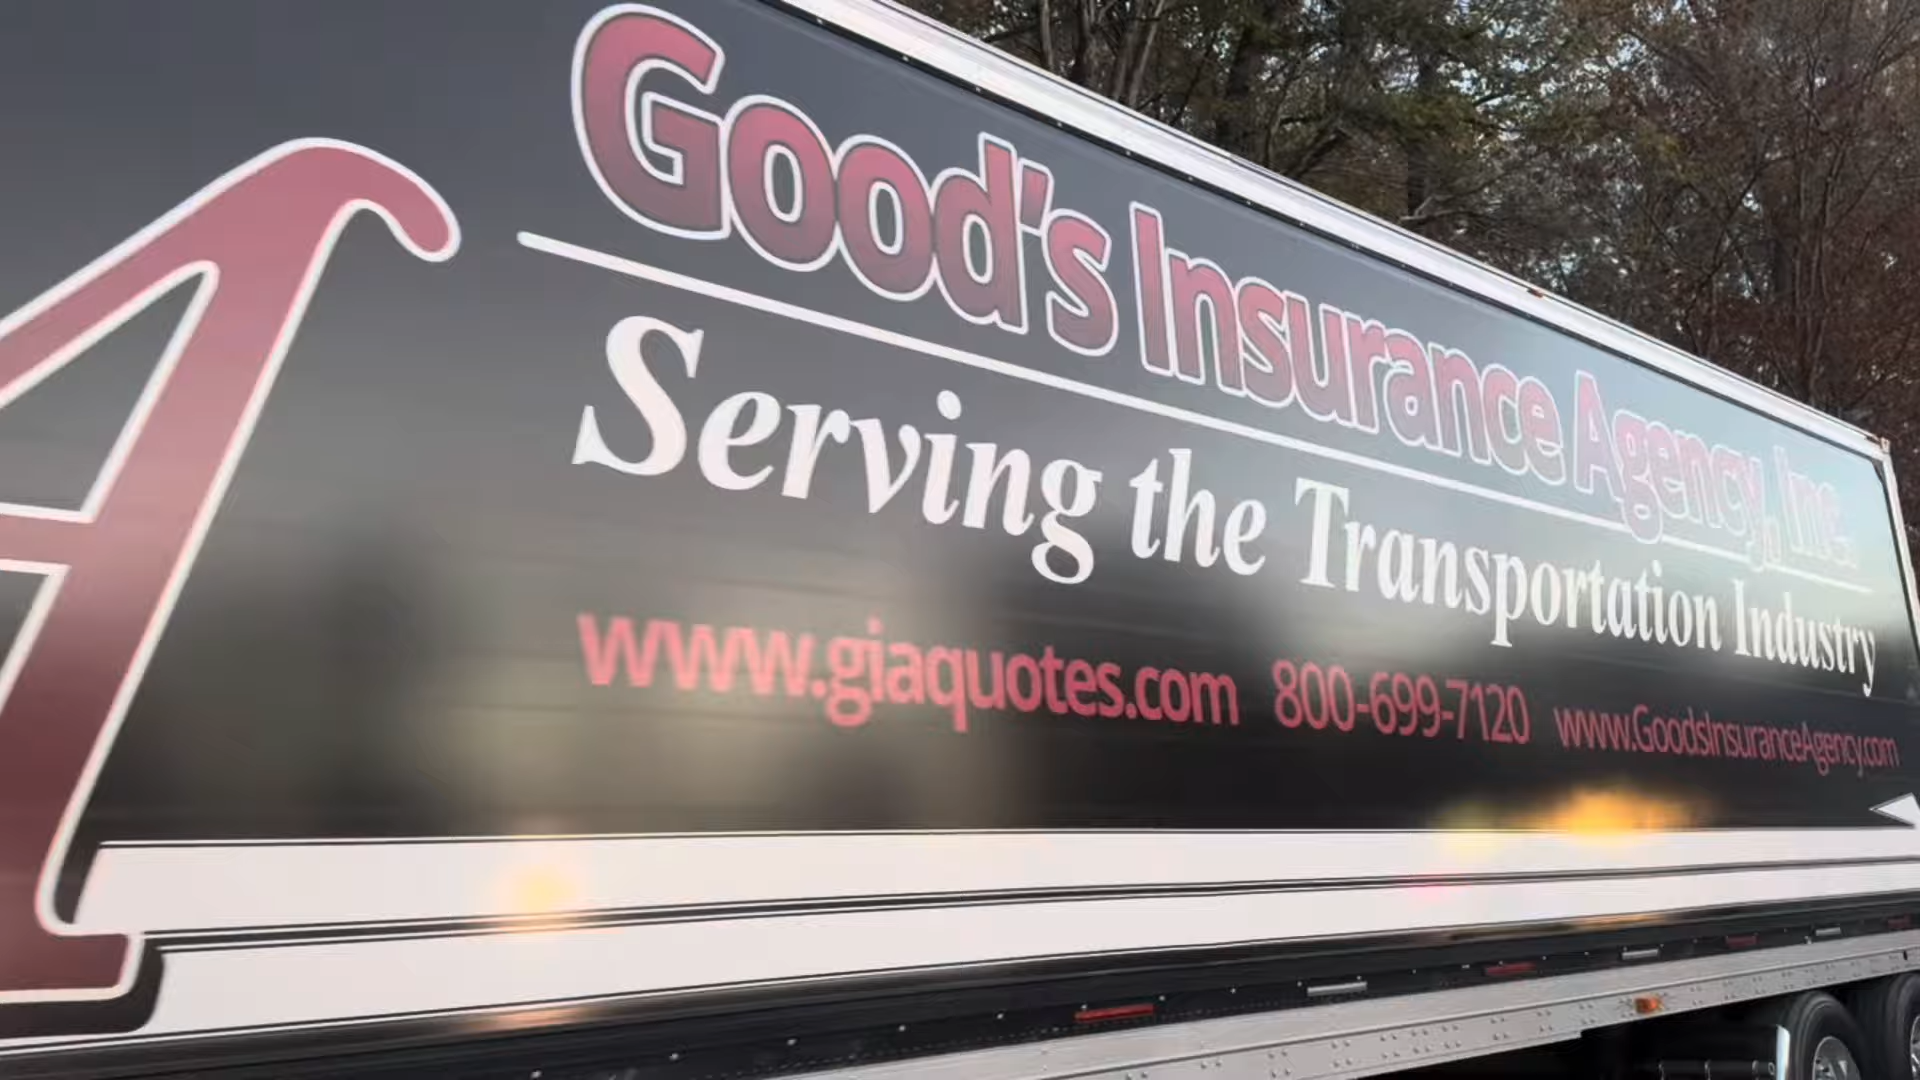 A
Good's Insurance Agency, Inc.
Serving the Transportation Industry
www.giaquotes.com 800-699-7120 www.GoodsInsuranceAgency.com